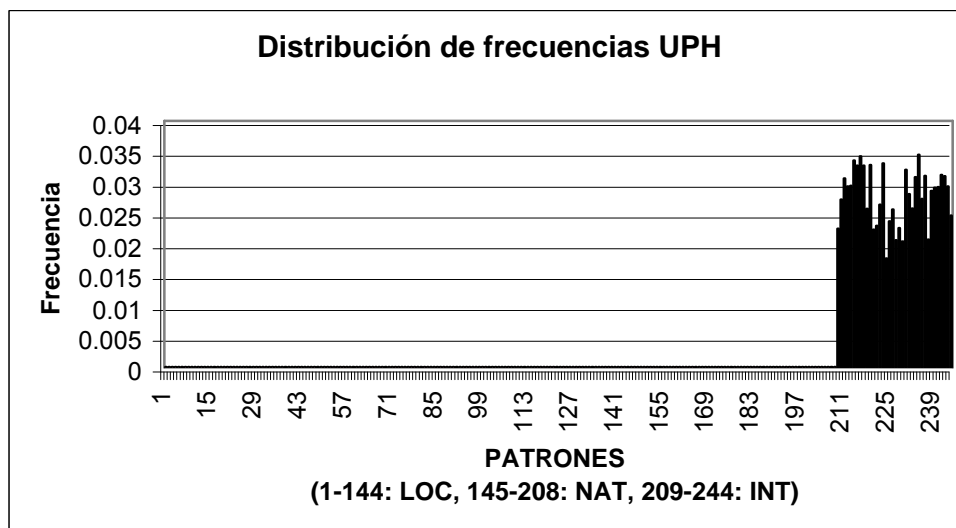 Distribución de frecuencias UPH
0.04
0.035
0.03
0.025
0.02
0.015
0.01
0.005
0
Frecuencia
1 15 29 43 57 71 85 99 113 127 141 155 169 183 197 211 225 239
PATRONES
(1-144: LOC, 145-208: NAT, 209-244: INT)